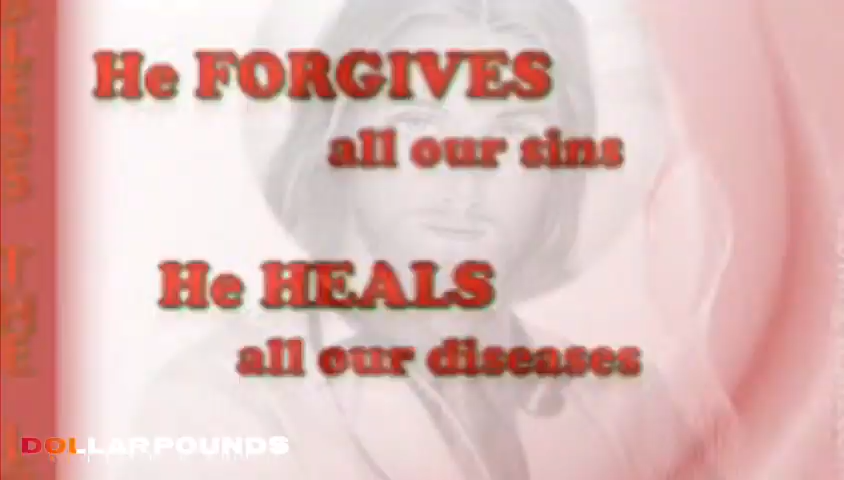 He FORGIVES
all our sins
He HEALS
all our diseases
DOLLARPOUNDS